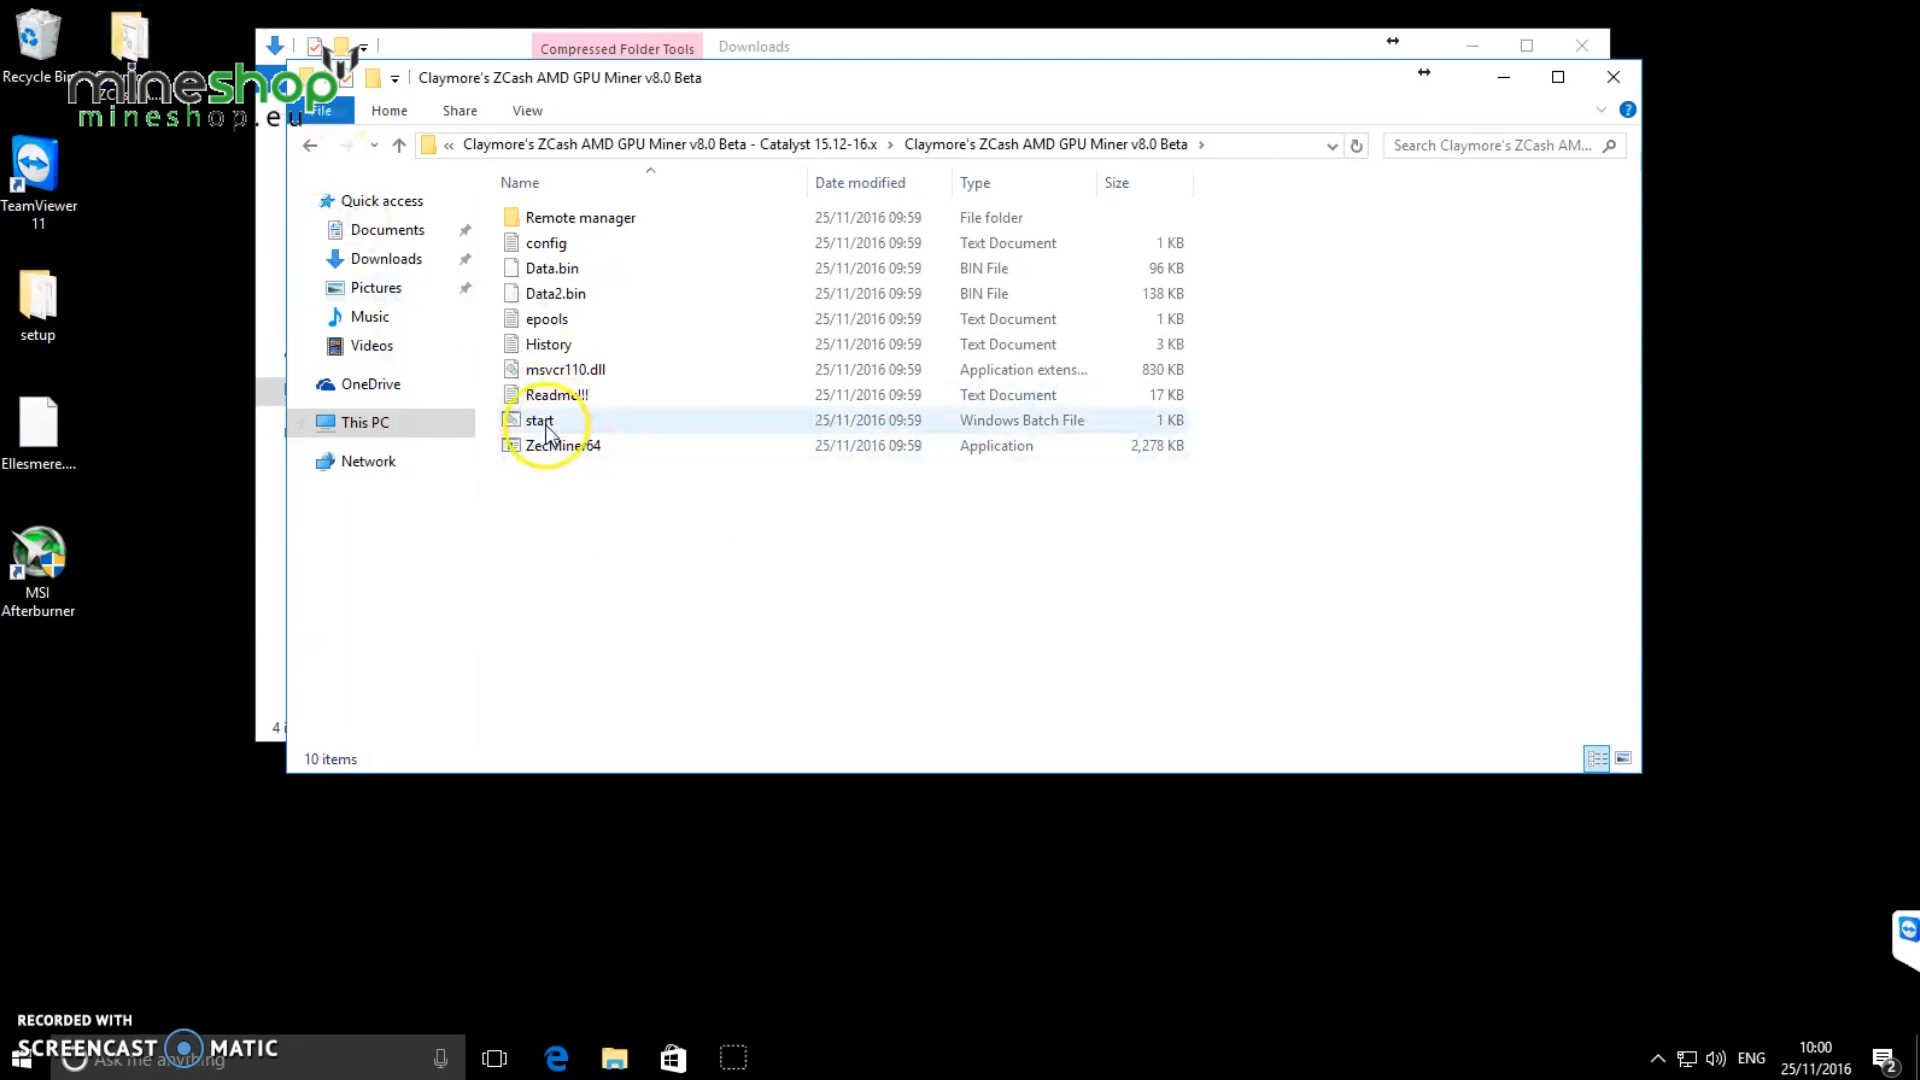 Recycle Bin
mineshop
mineshop.eu
TeamViewer
11
setup
Ellesmere....
MSI
Afterburner
Compressed Folder Tools
Downloads
Claymore's ZCash AMD GPU Miner v8.0 Beta
File
Home
Share
View
« Claymore's ZCash AMD GPU Miner v8.0 Beta - Catalyst 15.12-16.x > Claymore's ZCash AMD GPU Miner v8.0 Beta >
Search Claymore's ZCash AM...
Quick access
Documents
Downloads
Pictures
Music
Videos
OneDrive
This PC
Network
Name Date modified Type Size
Remote manager 25/11/2016 09:59 File folder
config 25/11/2016 09:59 Text Document 1 KB
Data.bin 25/11/2016 09:59 BIN File 96 KB
Data2.bin 25/11/2016 09:59 BIN File 138 KB
epools 25/11/2016 09:59 Text Document 1 KB
History 25/11/2016 09:59 Text Document 3 KB
msvcr110.dll 25/11/2016 09:59 Application extens... 830 KB
Readme!!! 25/11/2016 09:59 Text Document 17 KB
start 25/11/2016 09:59 Windows Batch File 1 KB
ZecMiner64 25/11/2016 09:59 Application 2,278 KB
4 i
10 items
RECORDED WITH
SCREENCAST MATIC
Ask me anything
ENG
10:00
25/11/2016
2